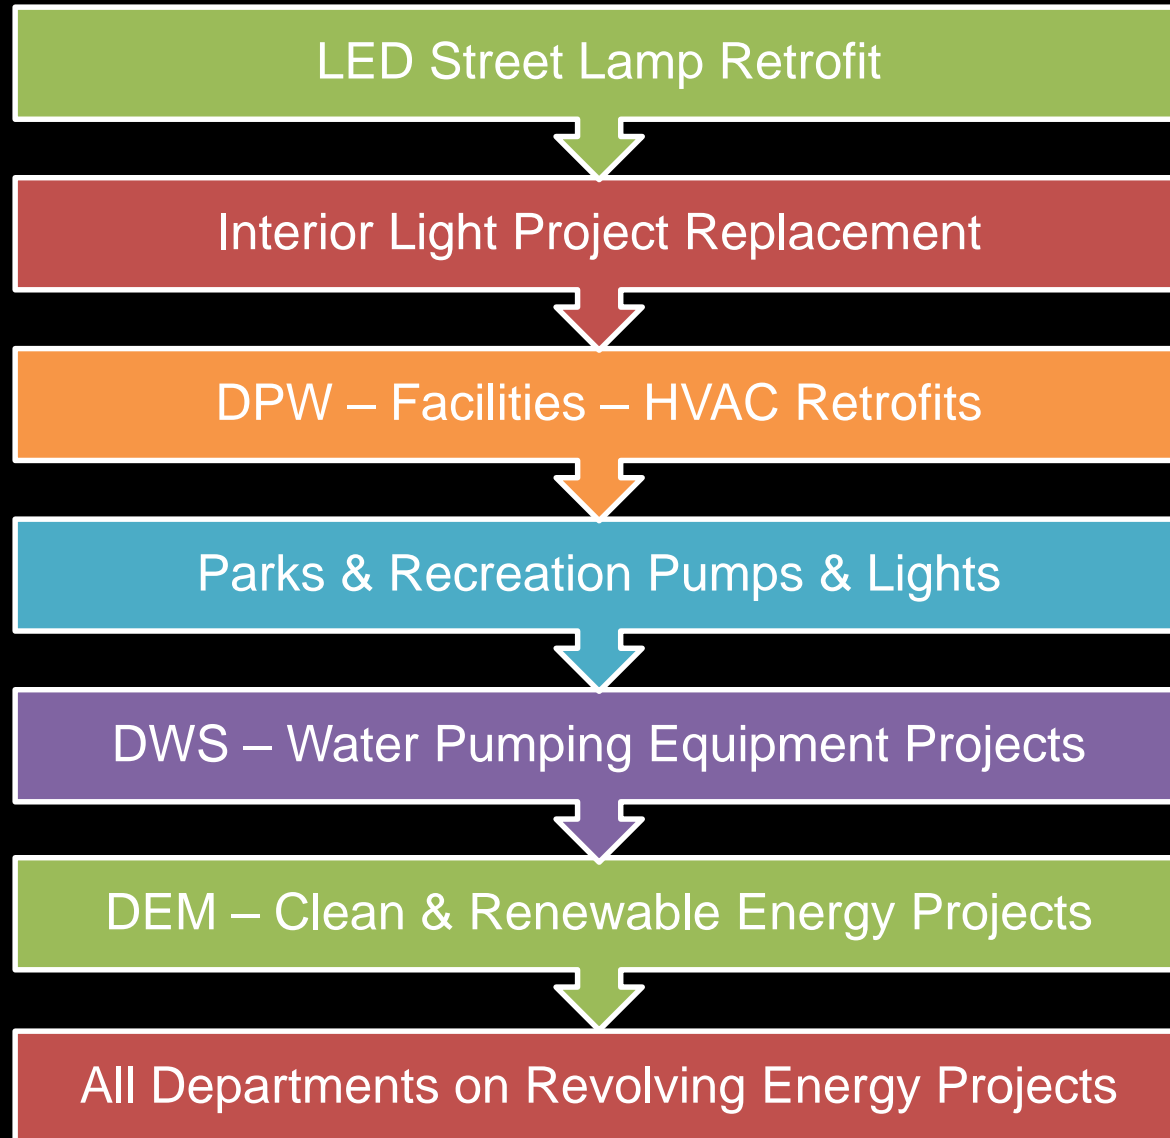 LED Street Lamp Retrofit
Interior Light Project Replacement
DPW – Facilities – HVAC Retrofits
Parks & Recreation Pumps & Lights
DWS – Water Pumping Equipment Projects
DEM – Clean & Renewable Energy Projects
All Departments on Revolving Energy Projects